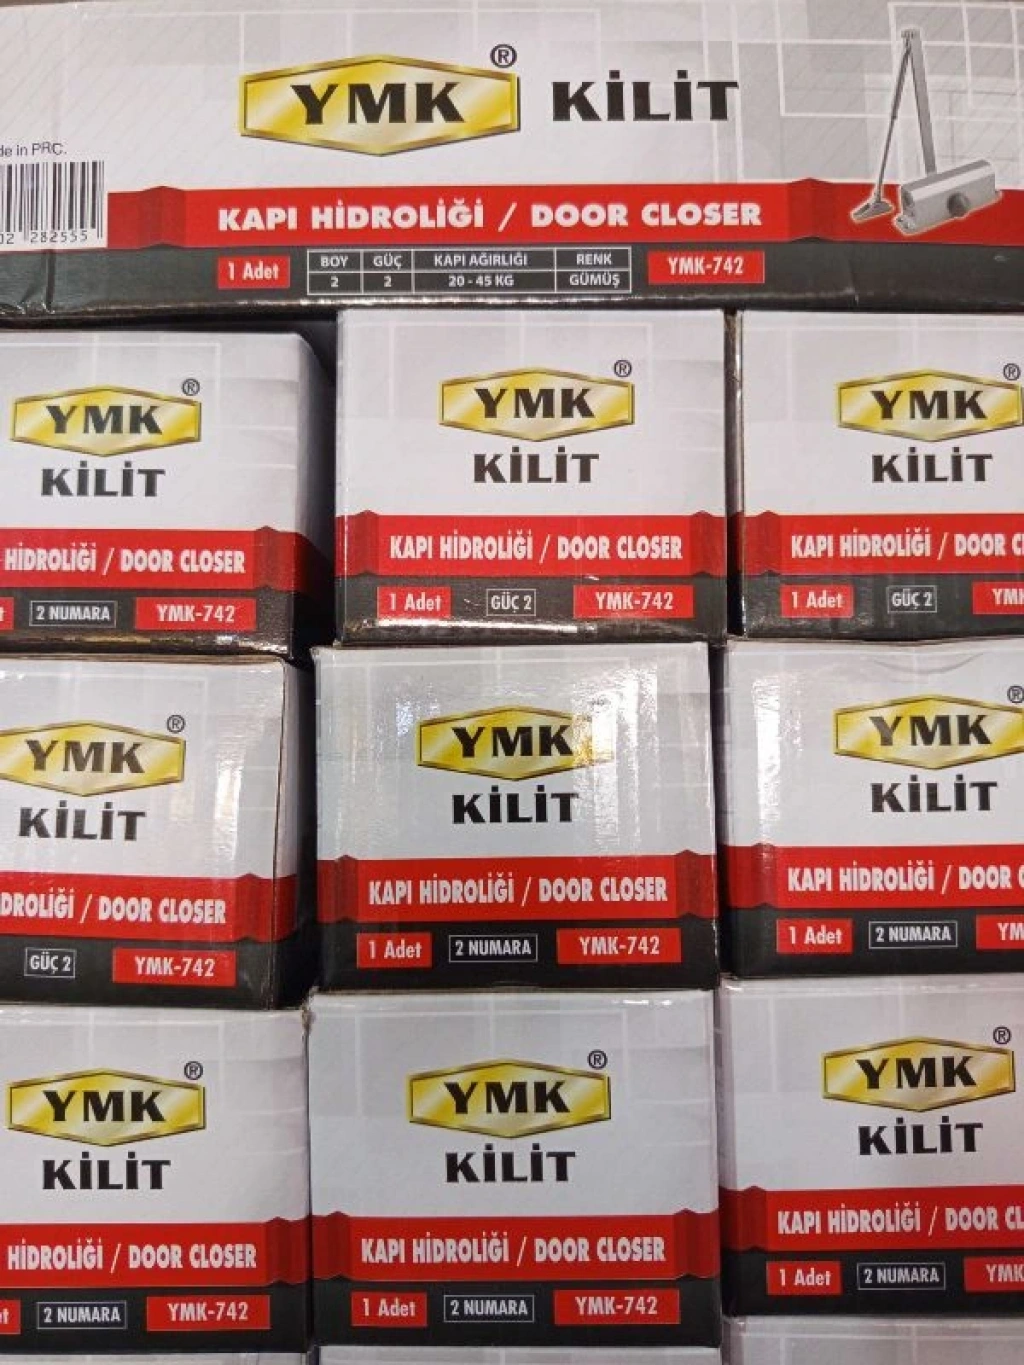 YMK ® KİLİT
de in PRC.
02 282555
KAPI HİDROLİĞİ / DOOR CLOSER
1 Adet
BOY GÜÇ KAPI AĞIRLIĞI RENK
2 2 20 - 45 KG GÜMÜŞ
YMK-742
YMK ®
KİLİT
HİDROLİĞİ / DOOR CLOSER
2 NUMARA YMK-742
YMK ®
KİLİT
KAPI HİDROLİĞİ / DOOR CLOSER
1 Adet GÜÇ 2 YMK-742
YMK ®
KİLİT
KAPI HİDROLİĞİ / DOOR C
1 Adet GÜÇ 2 YMK
YMK ®
KİLİT
DROLİĞİ / DOOR CLOSER
GÜÇ 2 YMK-742
YMK
KİLİT
KAPI HİDROLİĞİ / DOOR CLOSER
1 Adet 2 NUMARA YMK-742
YMK ®
KİLİT
KAPI HİDROLİĞİ / DOOR
1 Adet 2 NUMARA YM
YMK ®
KİLİT
HİDROLİĞİ / DOOR CLOSER
2 NUMARA YMK-742
YMK ®
KİLİT
KAPI HİDROLİĞİ / DOOR CLOSER
1 Adet 2 NUMARA YMK-742
YMK ®
KİLİT
KAPI HİDROLİĞİ / DOOR CL
1 Adet 2 NUMARA YMK